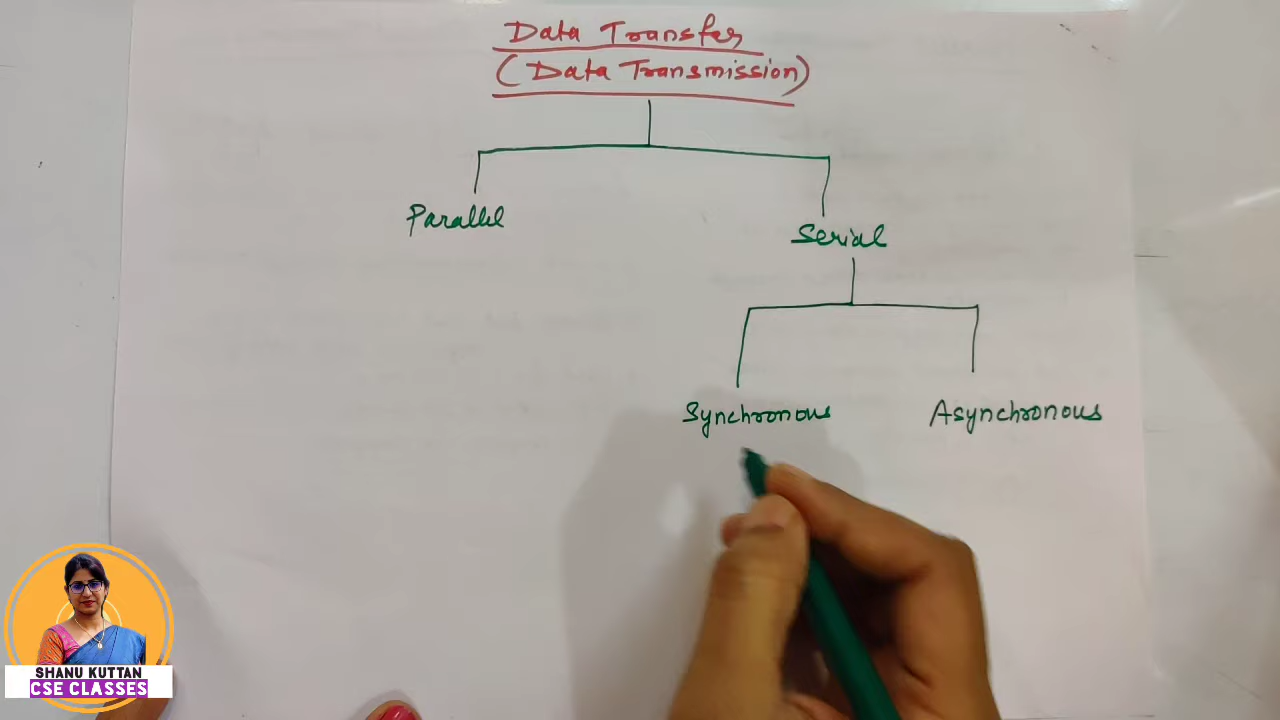 Data Transfer
(Data Transmission)
Parallel
Serial
Synchronous
Asynchronous
SHANU KUTTAN
CSE CLASSES